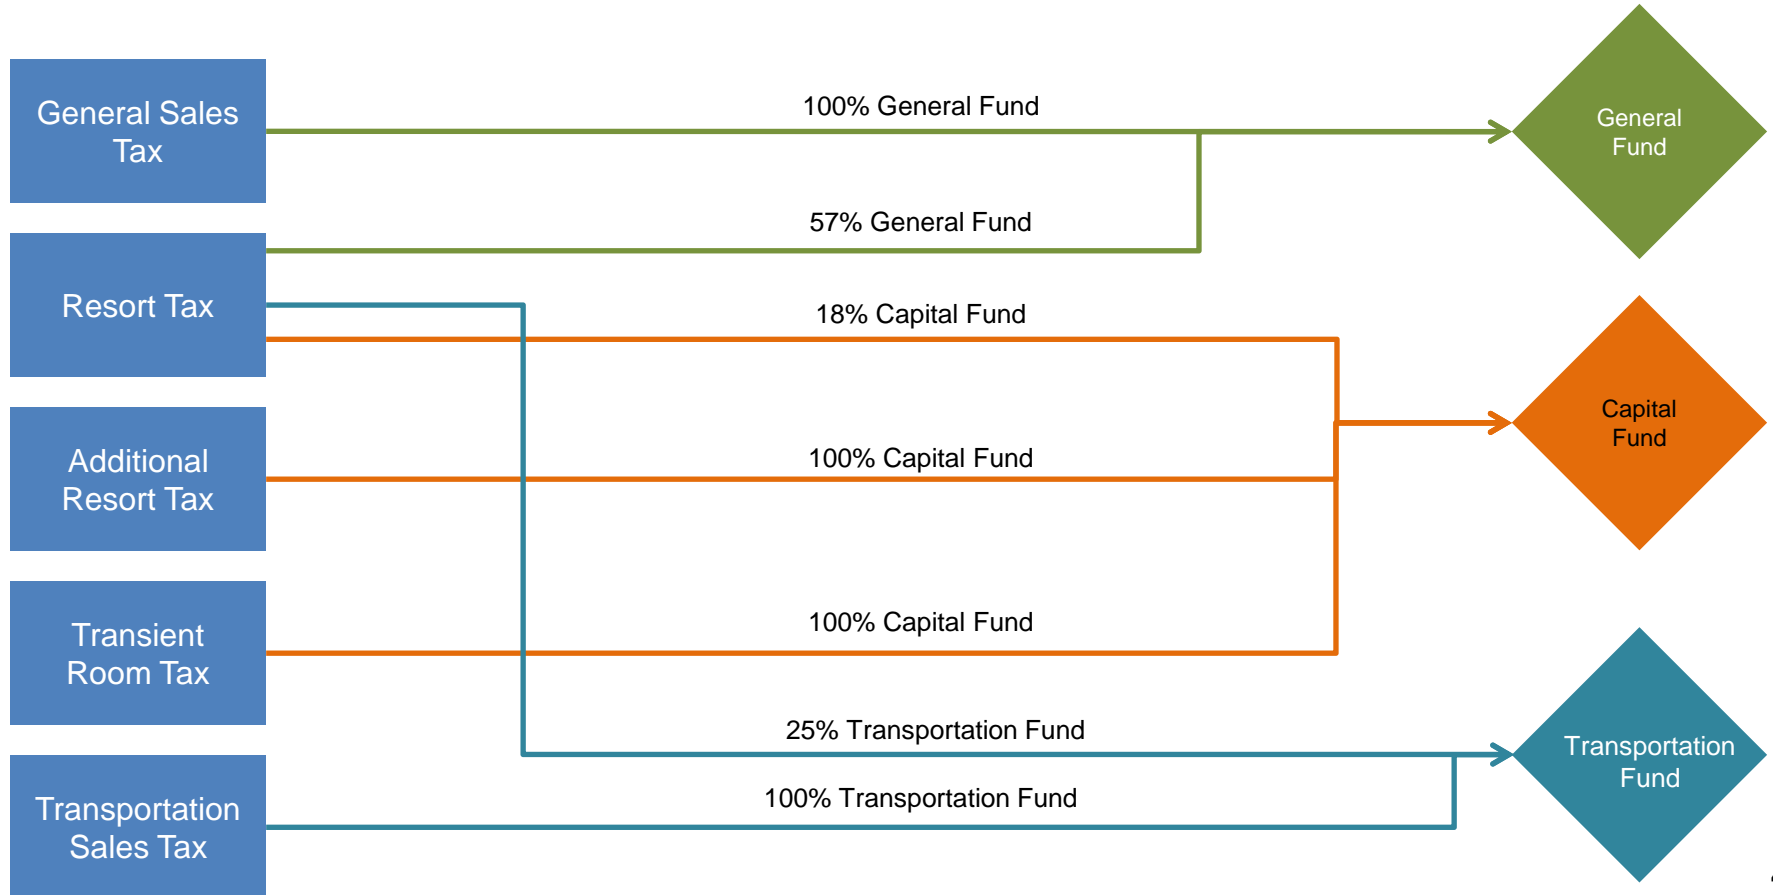 General Sales
Tax
100% General Fund
General
Fund
57% General Fund
Resort Tax
18% Capital Fund
Capital
Fund
Additional
Resort Tax
100% Capital Fund
Transient
Room Tax
100% Capital Fund
25% Transportation Fund
Transportation
Fund
Transportation
Sales Tax
100% Transportation Fund